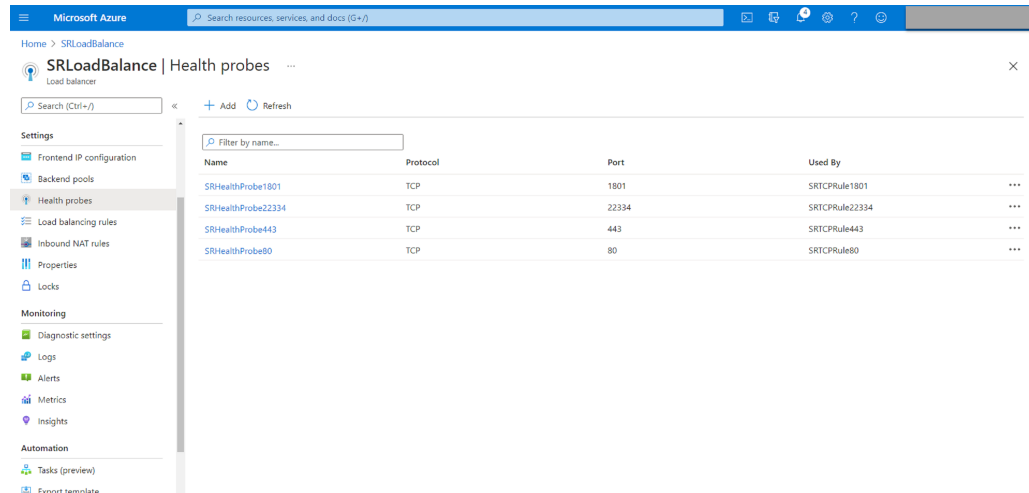 Microsoft Azure
Search resources, services, and docs (G+/)
4
Home > SRLoadBalance
SRLoadBalance | Health probes ...
Load balancer
Search (Ctrl+/)
«
+ Add Refresh
Settings
Frontend IP configuration
Backend pools
Health probes
Load balancing rules
Inbound NAT rules
Properties
Locks
Monitoring
Diagnostic settings
Logs
Alerts
Metrics
Insights
Automation
Tasks (preview)
Export template
Filter by name...
Name Protocol Port Used By
SRHealthProbe1801 TCP 1801 SRTCPRule1801
SRHealthProbe22334 TCP 22334 SRTCPRule22334
SRHealthProbe443 TCP 443 SRTCPRule443
SRHealthProbe80 TCP 80 SRTCPRule80